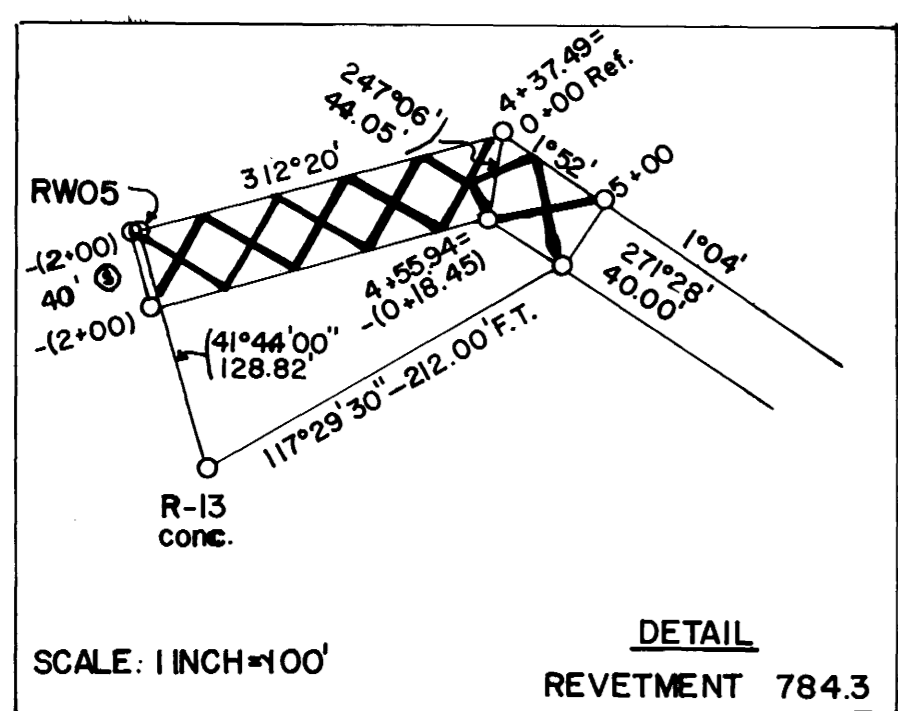 247°06'
44.05'
4+37.49=
0+00 Ref.
312°20'
1°52'
5+00
RW05
-(2+00)
40' Ⓢ
-(2+00)
4+55.94=
-(0+18.45)
1°04'
271°28'
40.00'
41°44'00"
128.82'
117°29'30"-212.00' F.T.
R-13
conc.
SCALE: 1 INCH=100'
DETAIL
REVETMENT 784.3